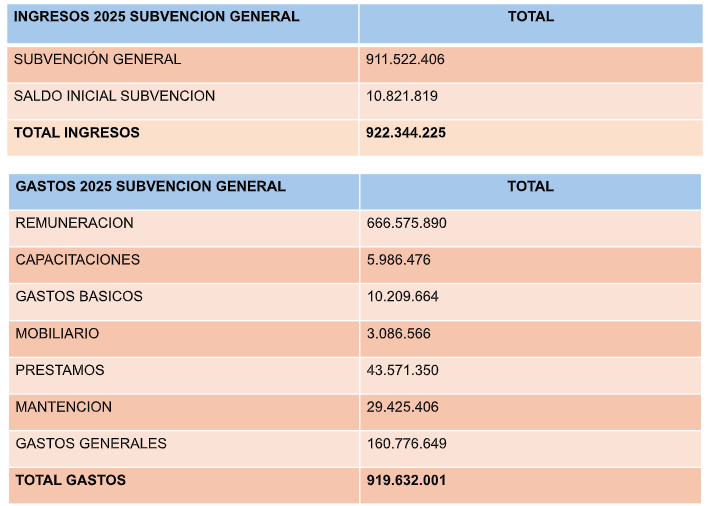 INGRESOS 2025 SUBVENCION GENERAL TOTAL
SUBVENCIÓN GENERAL 911.522.406
SALDO INICIAL SUBVENCION 10.821.819
TOTAL INGRESOS 922.344.225
GASTOS 2025 SUBVENCION GENERAL TOTAL
REMUNERACION 666.575.890
CAPACITACIONES 5.986.476
GASTOS BASICOS 10.209.664
MOBILIARIO 3.086.566
PRESTAMOS 43.571.350
MANTENCION 29.425.406
GASTOS GENERALES 160.776.649
TOTAL GASTOS 919.632.001